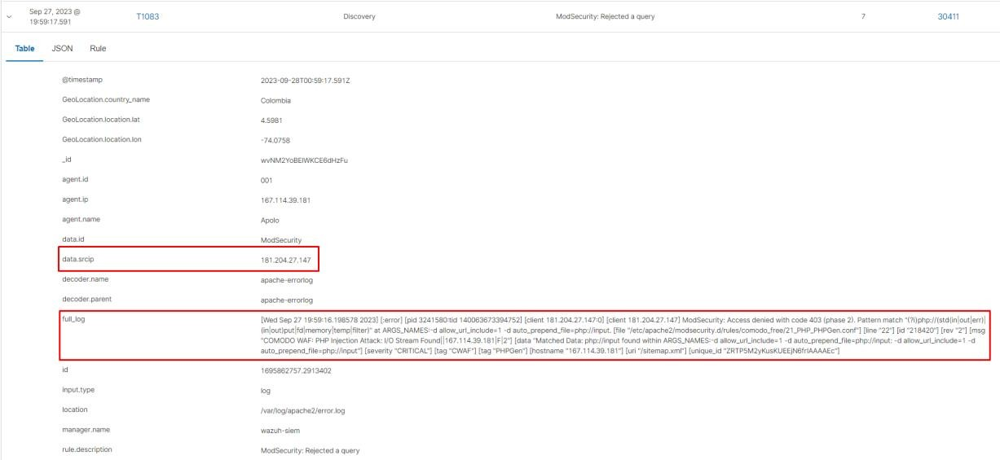 Sep 27, 2023 @
19:59:17.591
T1083
Discovery
ModSecurity: Rejected a query
7
30411
Table JSON Rule
@timestamp 2023-09-28T00:59:17.591Z
GeoLocation.country_name Colombia
GeoLocation.location.lat 4.5981
GeoLocation.location.lon -74.0758
_id wvNM2YoBElWKCE6dHzFu
agent.id 001
agent.ip 167.114.39.181
agent.name Apolo
data.id ModSecurity
data.srcip 181.204.27.147
decoder.name apache-errorlog
decoder.parent apache-errorlog
full_log [Wed Sep 27 19:59:16.198578 2023] [:error] [pid 3241580:tid 140063673394752] [client 181.204.27.147:0] [client 181.204.27.147] ModSecurity: Access denied with code 403 (phase 2). Pattern match "(?i)php://(std(in|out|err)|
(in|out)put|fd|memory|temp|filter)" at ARGS_NAMES:-d allow_url_include=1 -d auto_prepend_file=php://input. [file "/etc/apache2/modsecurity.d/rules/comodo_free/21_PHP_PHPGen.conf"] [line "22"] [id "218420"] [rev "2"] [msg
"COMODO WAF: PHP Injection Attack: I/O Stream Found||167.114.39.181|F|2"] [data "Matched Data: php://input found within ARGS_NAMES:-d allow_url_include=1 -d auto_prepend_file=php://input: -d allow_url_include=1 -d
auto_prepend_file=php://input"] [severity "CRITICAL"] [tag "CWAF"] [tag "PHPGen"] [hostname "167.114.39.181"] [uri "/sitemap.xml"] [unique_id "ZRTP5M2yKusKUEEjN6frIAAAAEc"]
id 1695862757.2913402
input.type log
location /var/log/apache2/error.log
manager.name wazuh-siem
rule.description ModSecurity: Rejected a query